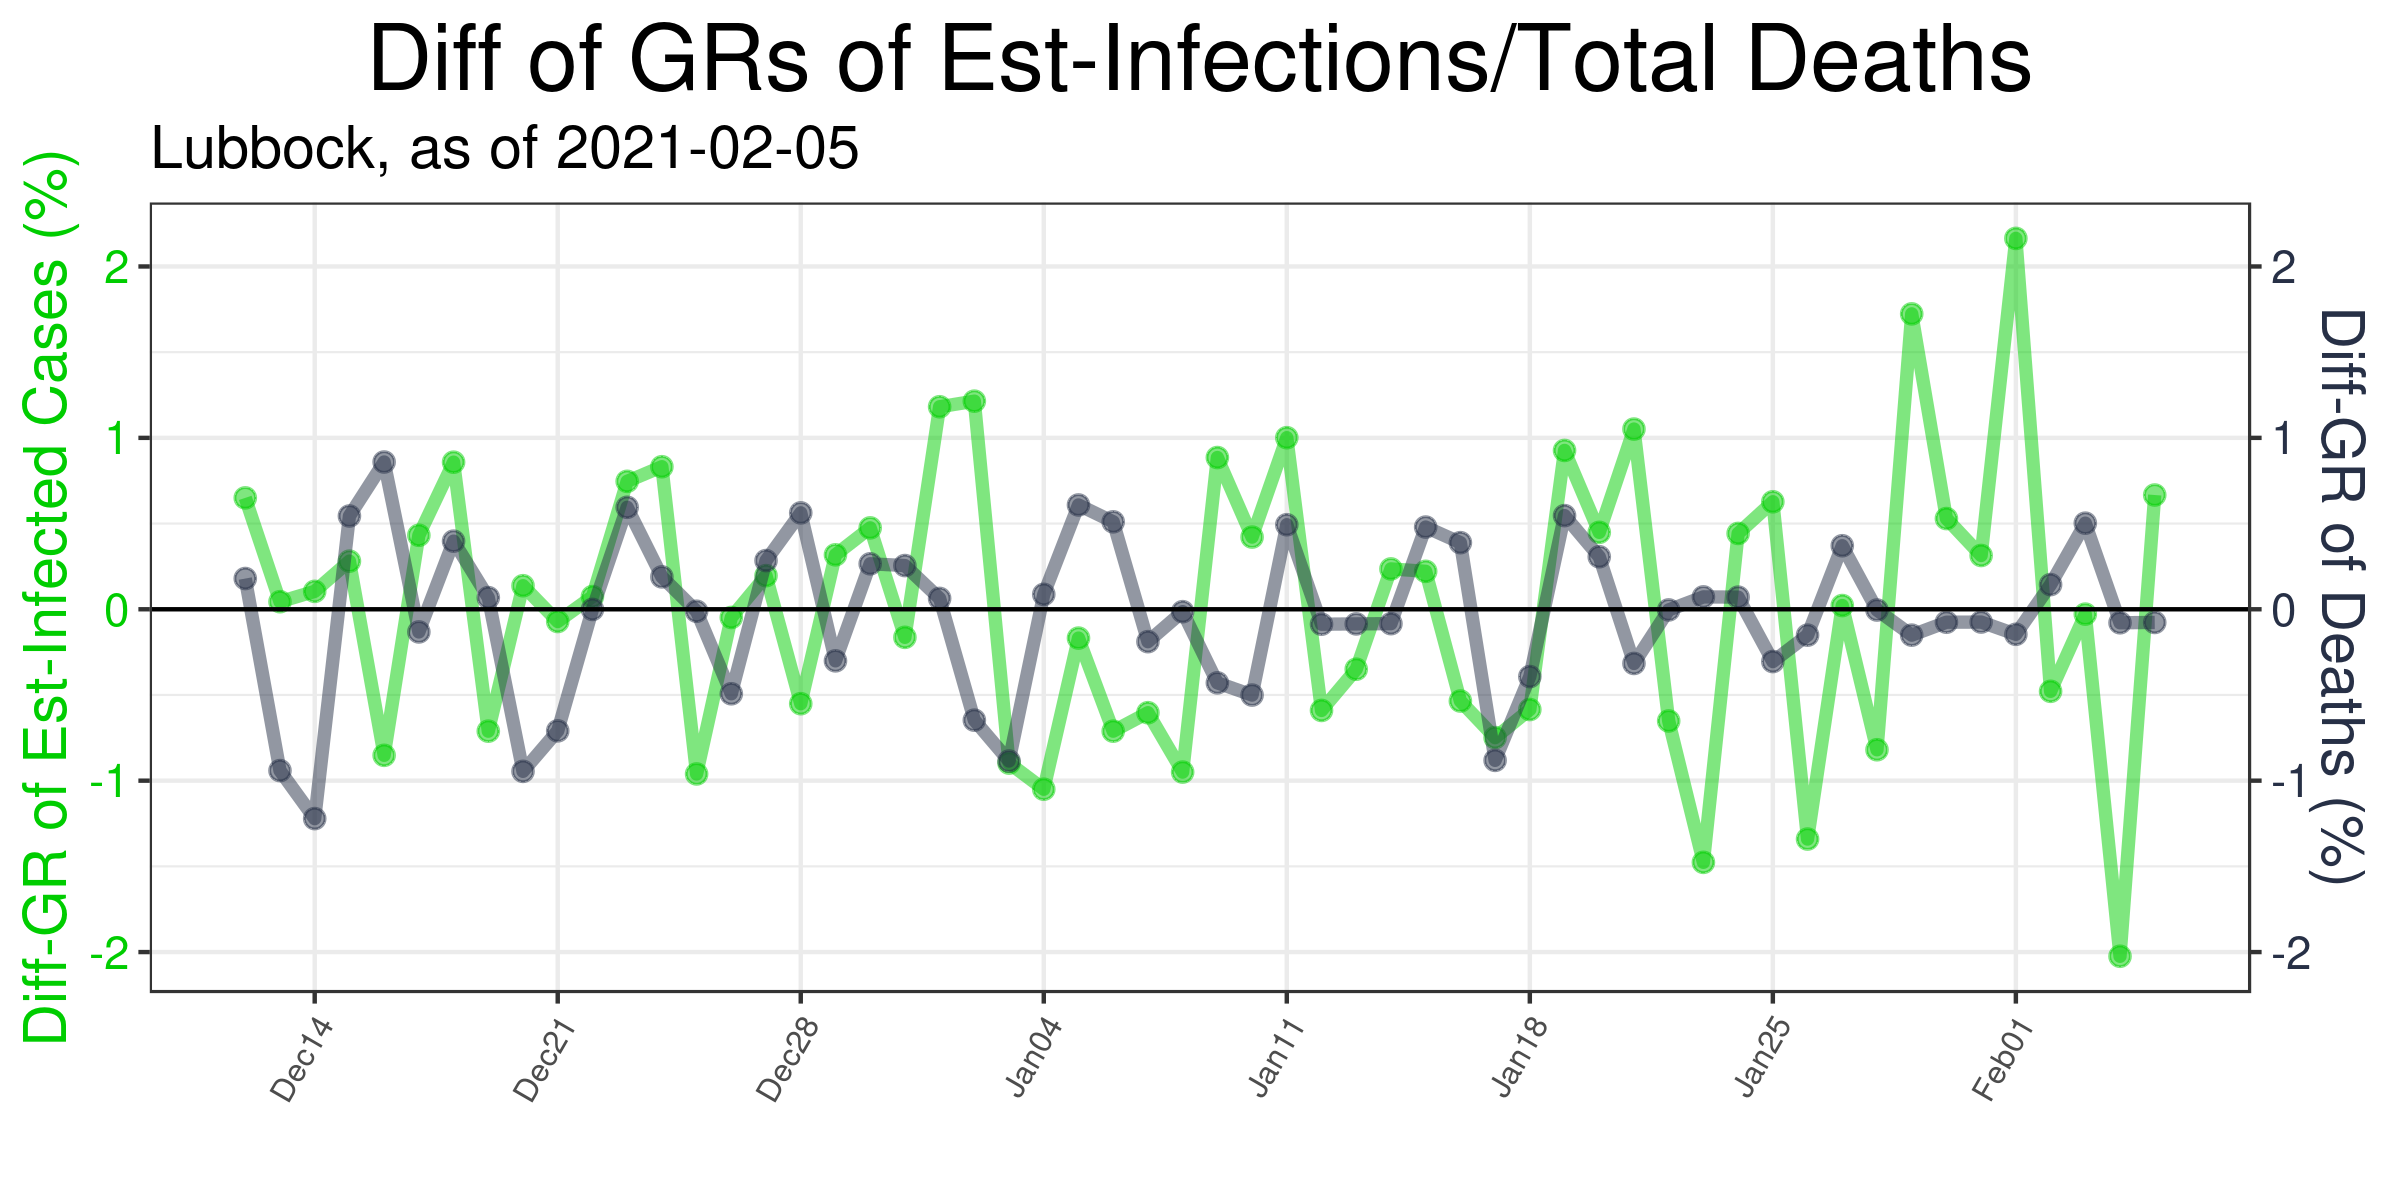 Diff of GRs of Est-Infections/Total Deaths
Lubbock, as of 2021-02-05
Diff-GR of Est-Infected Cases (%)
2
1
0
-1
-2
2
1
0
-1
-2
Diff-GR of Deaths (%)
Dec14
Dec21
Dec28
Jan04
Jan11
Jan18
Jan25
Feb01